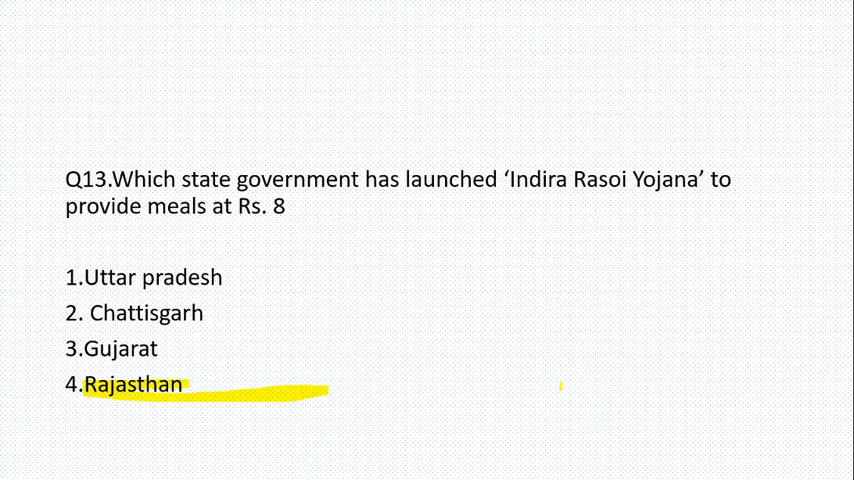 Q13.Which state government has launched ‘Indira Rasoi Yojana’ to
provide meals at Rs. 8
1.Uttar pradesh
2. Chattisgarh
3.Gujarat
4.Rajasthan